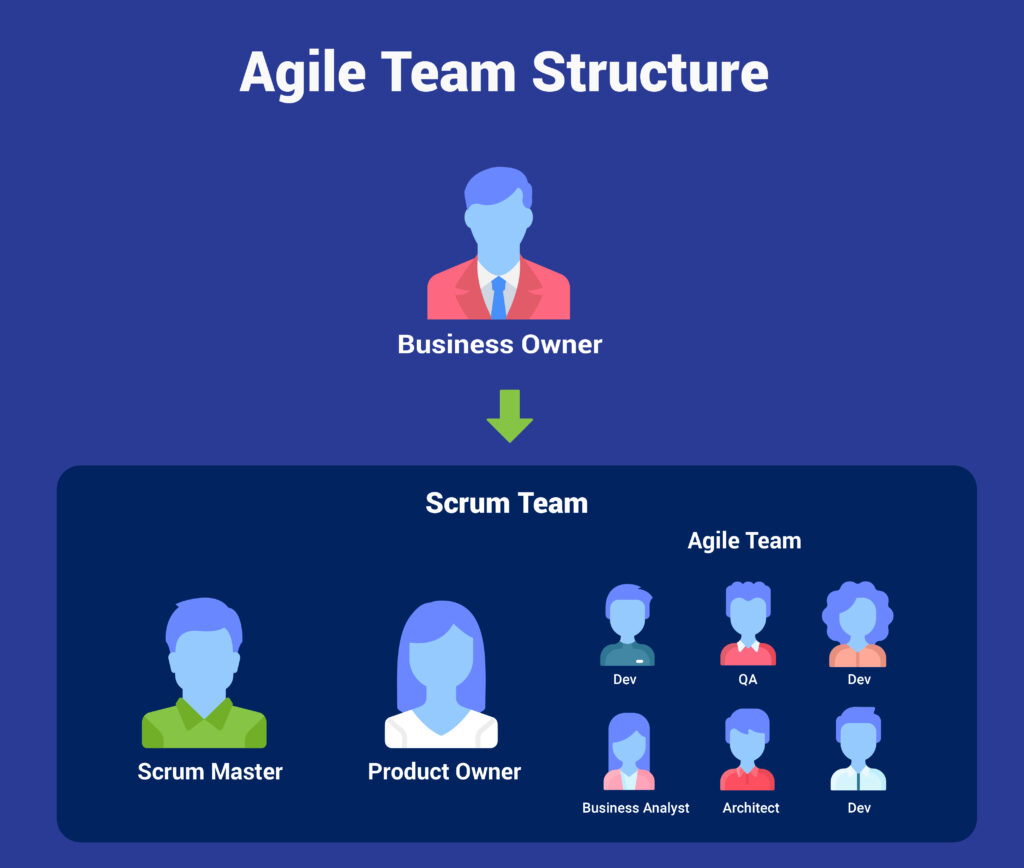 Agile Team Structure
Business Owner
Scrum Team
Agile Team
Dev
QA
Dev
Scrum Master
Product Owner
Business Analyst
Architect
Dev